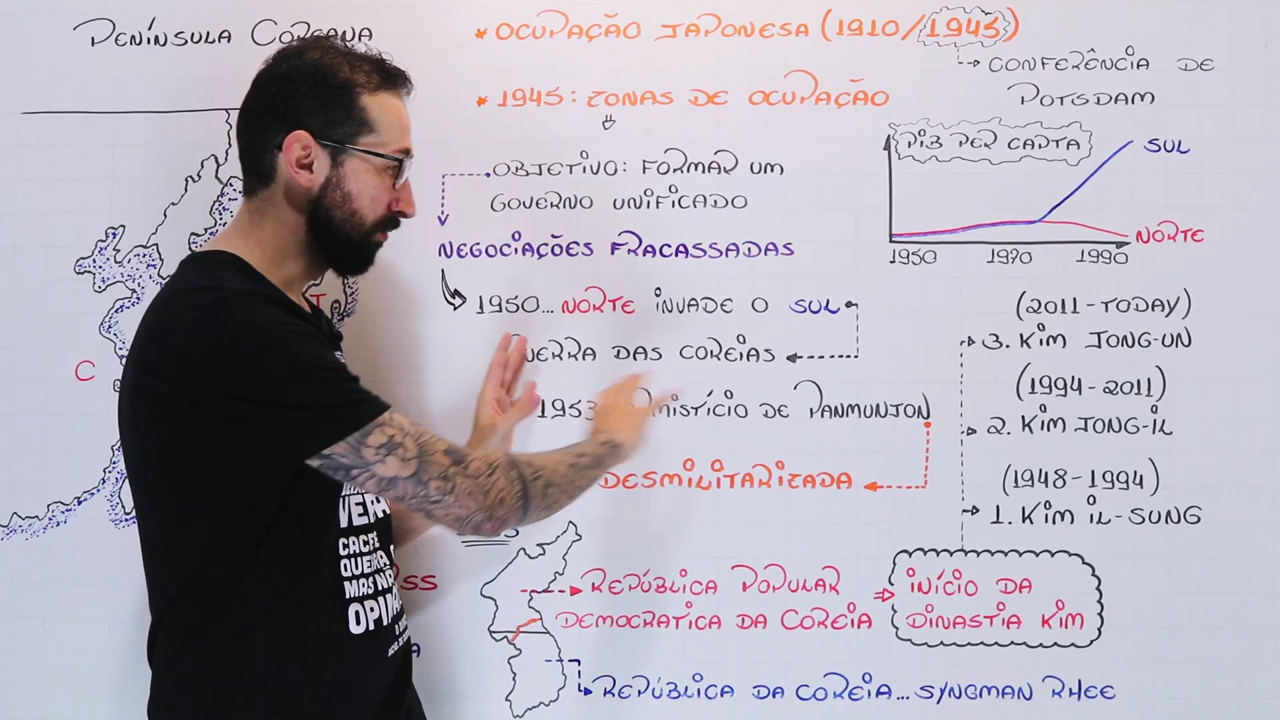 PENÍNSULA COREANA
* OCUPAÇÃO JAPONESA (1910/1945)
CONFERÊNCIA DE
POTSDAM
* 1945: ZONAS DE OCUPAÇÃO
OBJETIVO: FORMAR UM
GOVERNO UNIFICADO
NEGOCIAÇÕES FRACASSADAS
1950... NORTE INVADE O SUL
GUERRA DAS COREIAS
1953 ARMISTÍCIO DE PANMUNJON
DESMILITARIZADA
PIB PER CAPTA
SUL
NORTE
1950 1970 1990
(2011-TODAY)
3. KIM JONG-UN
(1994-2011)
2. KIM JONG-IL
(1948-1994)
1. KIM IL-SUNG
REPÚBLICA POPULAR
DEMOCRATICA DA COREIA
INÍCIO DA
DINASTIA KIM
REPÚBLICA DA COREIA... SYNGMAN RHEE
C